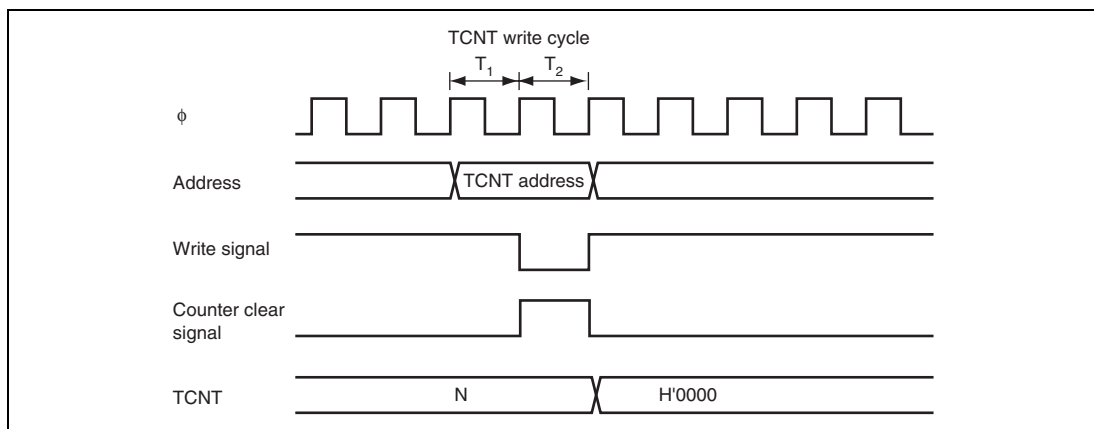 TCNT write cycle
T1 T2
ϕ
Address
TCNT address
Write signal
Counter clear
signal
TCNT
N
H'0000